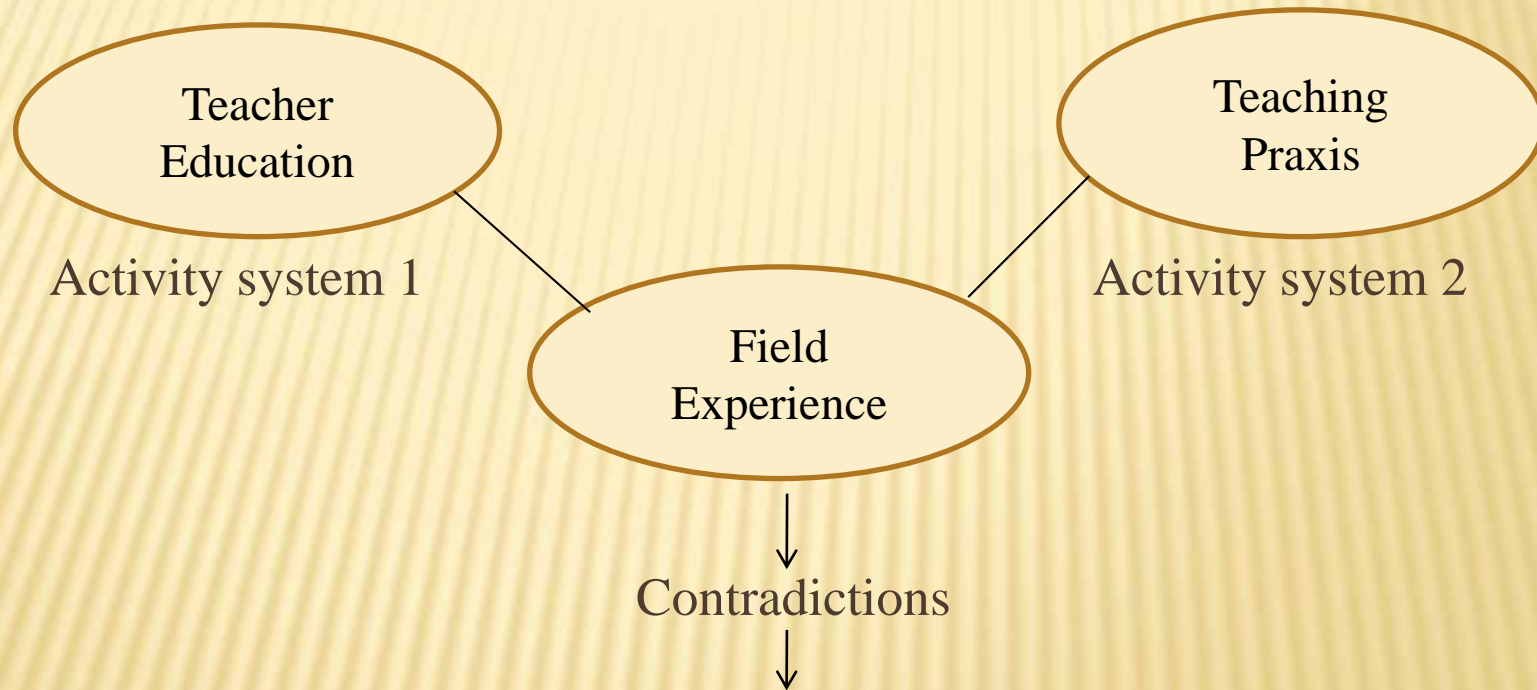 Teacher
Education
Teaching
Praxis
Activity system 1
Activity system 2
Field
Experience
Contradictions